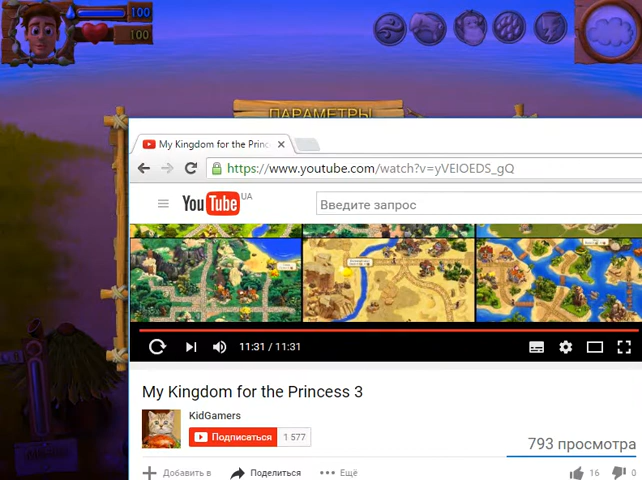 100
100
ПАРАМЕТРЫ
My Kingdom for the Princ
https://www.youtube.com/watch?v=yVEIOEDS_gQ
YouTube UA
Введите запрос
11:31 / 11:31
My Kingdom for the Princess 3
KidGamers
Подписаться 1 577
793 просмотра
Добавить в Поделиться Ещё 16 0